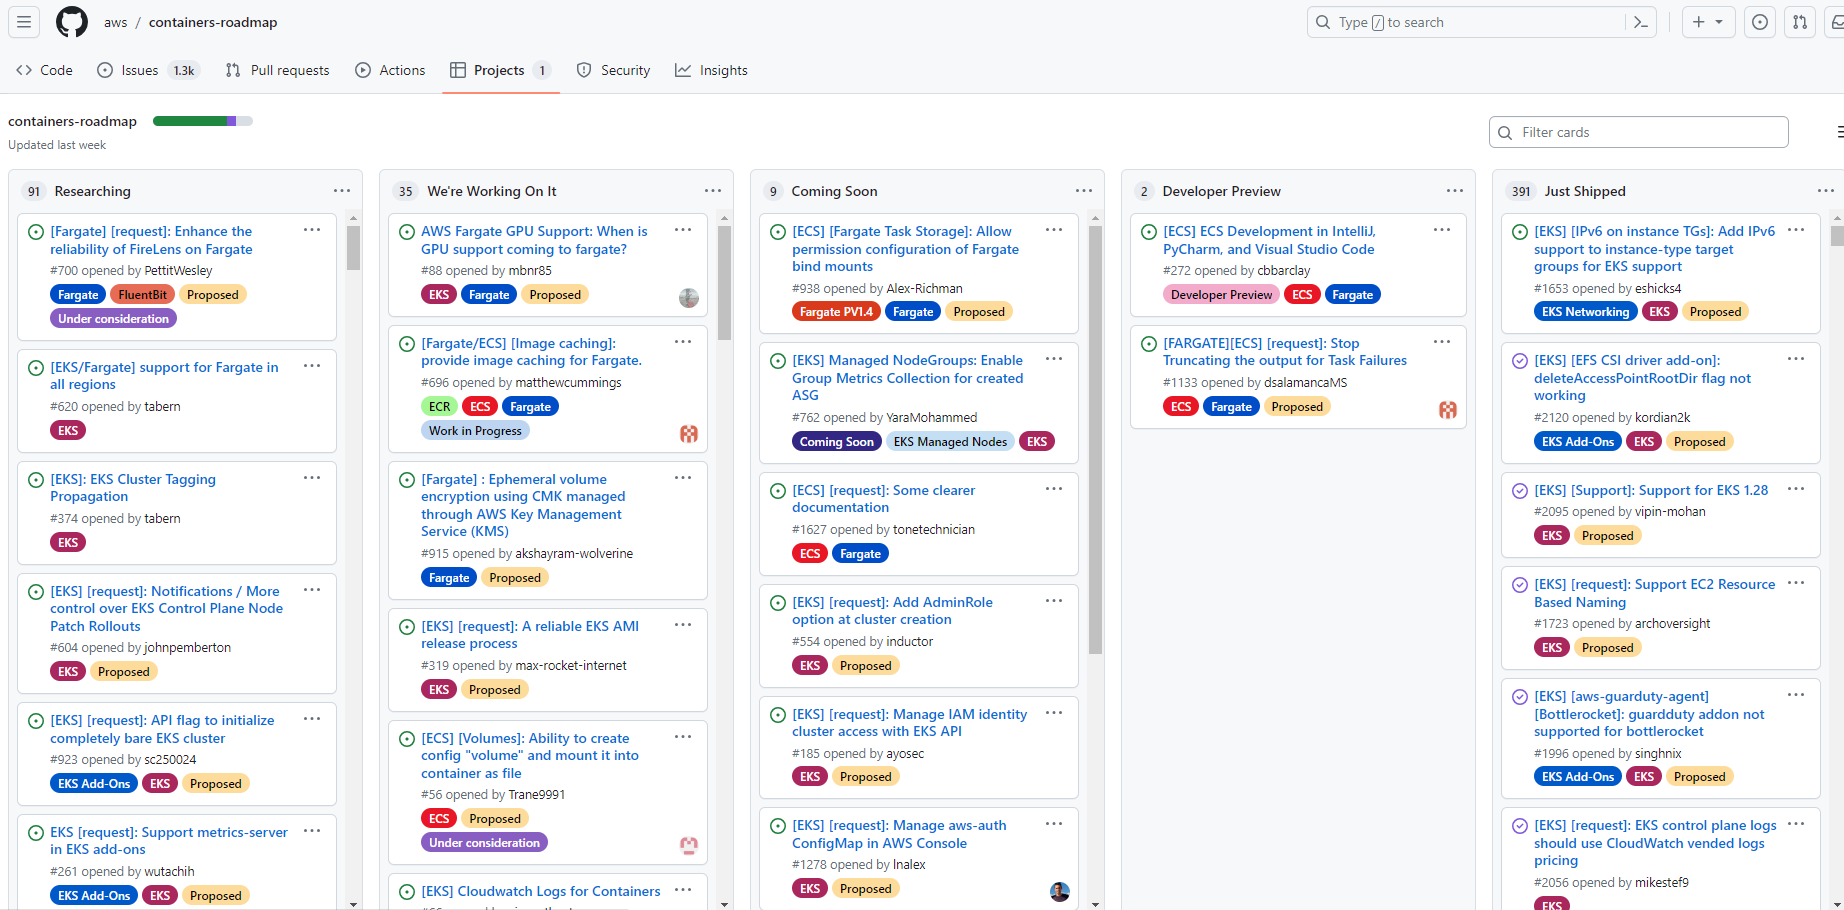 aws / containers-roadmap
Type / to search
Code
Issues 1.3k
Pull requests
Actions
Projects 1
Security
Insights
containers-roadmap
Updated last week
Filter cards
91 Researching
[Fargate] [request]: Enhance the
reliability of FireLens on Fargate
#700 opened by PettitWesley
Fargate FluentBit Proposed
Under consideration
[EKS/Fargate] support for Fargate in
all regions
#620 opened by tabern
EKS
[EKS]: EKS Cluster Tagging
Propagation
#374 opened by tabern
EKS
[EKS] [request]: Notifications / More
control over EKS Control Plane Node
Patch Rollouts
#604 opened by johnpemberton
EKS Proposed
[EKS] [request]: API flag to initialize
completely bare EKS cluster
#923 opened by sc250024
EKS Add-Ons EKS Proposed
EKS [request]: Support metrics-server
in EKS add-ons
#261 opened by wutachih
EKS Add-Ons EKS Proposed
35 We're Working On It
AWS Fargate GPU Support: When is
GPU support coming to fargate?
#88 opened by mbnr85
EKS Fargate Proposed
[Fargate/ECS] [Image caching]:
provide image caching for Fargate.
#696 opened by matthewcummings
ECR ECS Fargate
Work in Progress
[Fargate] : Ephemeral volume
encryption using CMK managed
through AWS Key Management
Service (KMS)
#915 opened by akshayram-wolverine
Fargate Proposed
[EKS] [request]: A reliable EKS AMI
release process
#319 opened by max-rocket-internet
EKS Proposed
[ECS] [Volumes]: Ability to create
config "volume" and mount it into
container as file
#56 opened by Trane9991
ECS Proposed
Under consideration
[EKS] Cloudwatch Logs for Containers
9 Coming Soon
[ECS] [Fargate Task Storage]: Allow
permission configuration of Fargate
bind mounts
#938 opened by Alex-Richman
Fargate PV1.4 Fargate Proposed
[EKS] Managed NodeGroups: Enable
Group Metrics Collection for created
ASG
#762 opened by YaraMohammed
Coming Soon EKS Managed Nodes EKS
[ECS] [request]: Some clearer
documentation
#1627 opened by tonetechnician
ECS Fargate
[EKS] [request]: Add AdminRole
option at cluster creation
#554 opened by inductor
EKS Proposed
[EKS] [request]: Manage IAM identity
cluster access with EKS API
#185 opened by ayosec
EKS Proposed
[EKS] [request]: Manage aws-auth
ConfigMap in AWS Console
#1278 opened by lnalex
EKS Proposed
2 Developer Preview
[ECS] ECS Development in IntelliJ,
PyCharm, and Visual Studio Code
#272 opened by cbbarclay
Developer Preview ECS Fargate
[FARGATE][ECS] [request]: Stop
Truncating the output for Task Failures
#1133 opened by dsalamancaMS
ECS Fargate Proposed
391 Just Shipped
[EKS] [IPv6 on instance TGs]: Add IPv6
support to instance-type target
groups for EKS support
#1653 opened by eshicks4
EKS Networking EKS Proposed
[EKS] [EFS CSI driver add-on]:
deleteAccessPointRootDir flag not
working
#2120 opened by kordian2k
EKS Add-Ons EKS Proposed
[EKS] [Support]: Support for EKS 1.28
#2095 opened by vipin-mohan
EKS Proposed
[EKS] [request]: Support EC2 Resource
Based Naming
#1723 opened by archoversight
EKS Proposed
[EKS] [aws-guarduty-agent]
[Bottlerocket]: guardduty addon not
supported for bottlerocket
#1996 opened by singhnix
EKS Add-Ons EKS Proposed
[EKS] [request]: EKS control plane logs
should use CloudWatch vended logs
pricing
#2056 opened by mikestef9
EKS